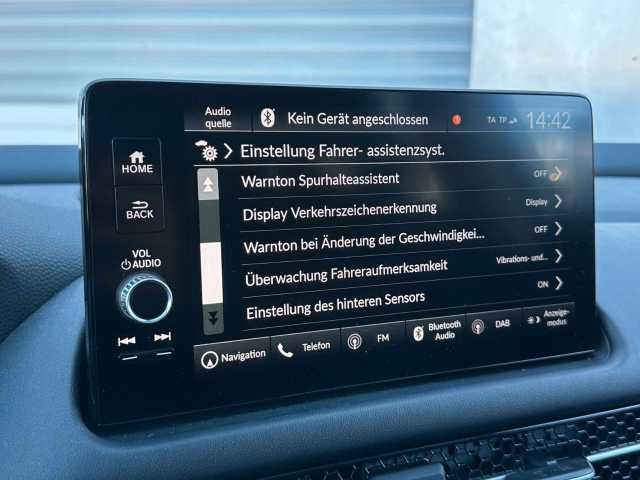 Audio quelle
Kein Gerät angeschlossen
TA TP
14:42
HOME
BACK
VOL
AUDIO
Einstellung Fahrer- assistenzsyst.
Warnton Spurhalteassistent OFF
Display Verkehrszeichenerkennung Display
Warnton bei Änderung der Geschwindigkei... OFF
Überwachung Fahreraufmerksamkeit Vibrations- und...
Einstellung des hinteren Sensors ON
Navigation
Telefon
FM
Bluetooth Audio
DAB
Anzeige-
modus